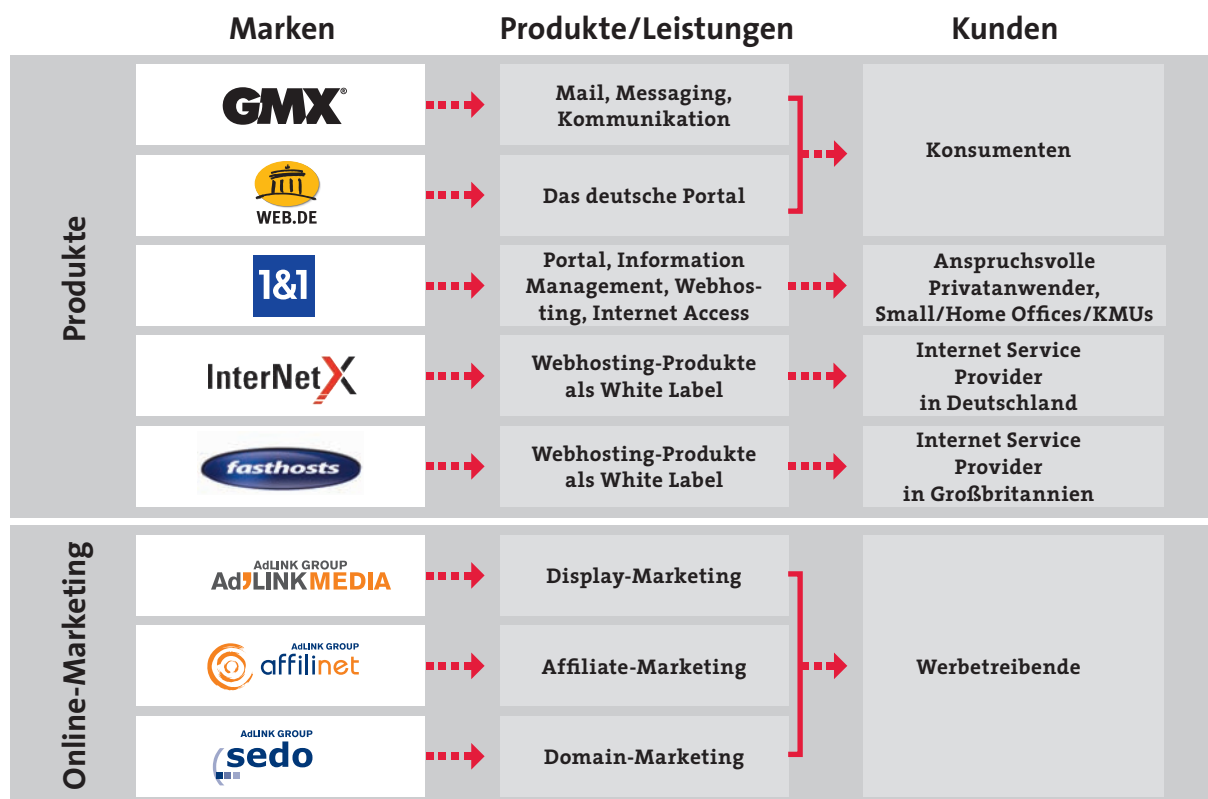 Marken
Produkte/Leistungen
Kunden
Produkte
GMX®
Mail, Messaging,
Kommunikation
WEB.DE
Das deutsche Portal
Konsumenten
1&1
Portal, Information
Management, Webhos-
ting, Internet Access
Anspruchsvolle
Privatanwender,
Small/Home Offices/KMUs
InterNetX
Webhosting-Produkte
als White Label
Internet Service
Provider
in Deutschland
fasthosts
Webhosting-Produkte
als White Label
Internet Service
Provider
in Großbritannien
Online-Marketing
AdLINK GROUP
Ad'LINKMEDIA
Display-Marketing
AdLINK GROUP
affilinet
Affiliate-Marketing
Werbetreibende
AdLINK GROUP
sedo
Domain-Marketing